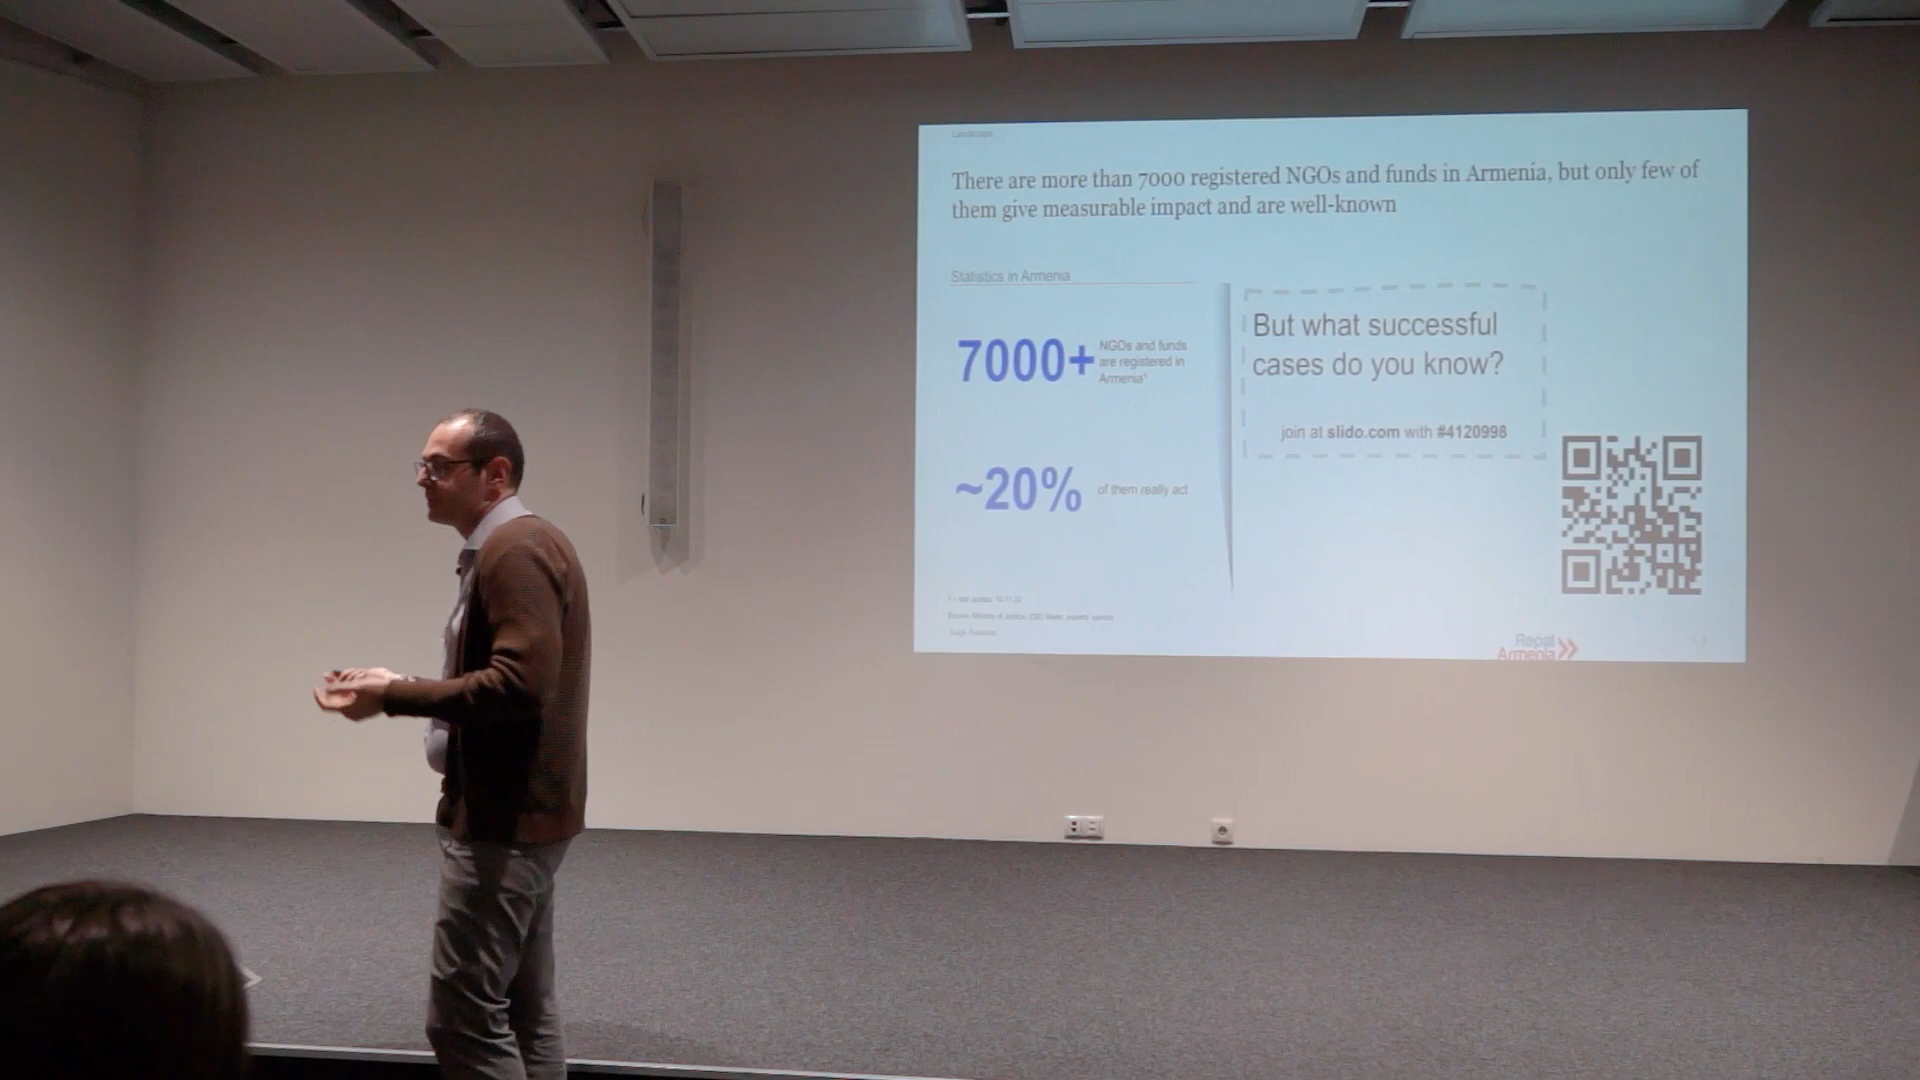 Landscape
There are more than 7000 registered NGOs and funds in Armenia, but only few of
them give measurable impact and are well-known
Statistics in Armenia
7000+
NGOs and funds
are registered in
Armenia¹
~20%
of them really act
But what successful
cases do you know?
join at slido.com with #4120998
Repat
Armenia